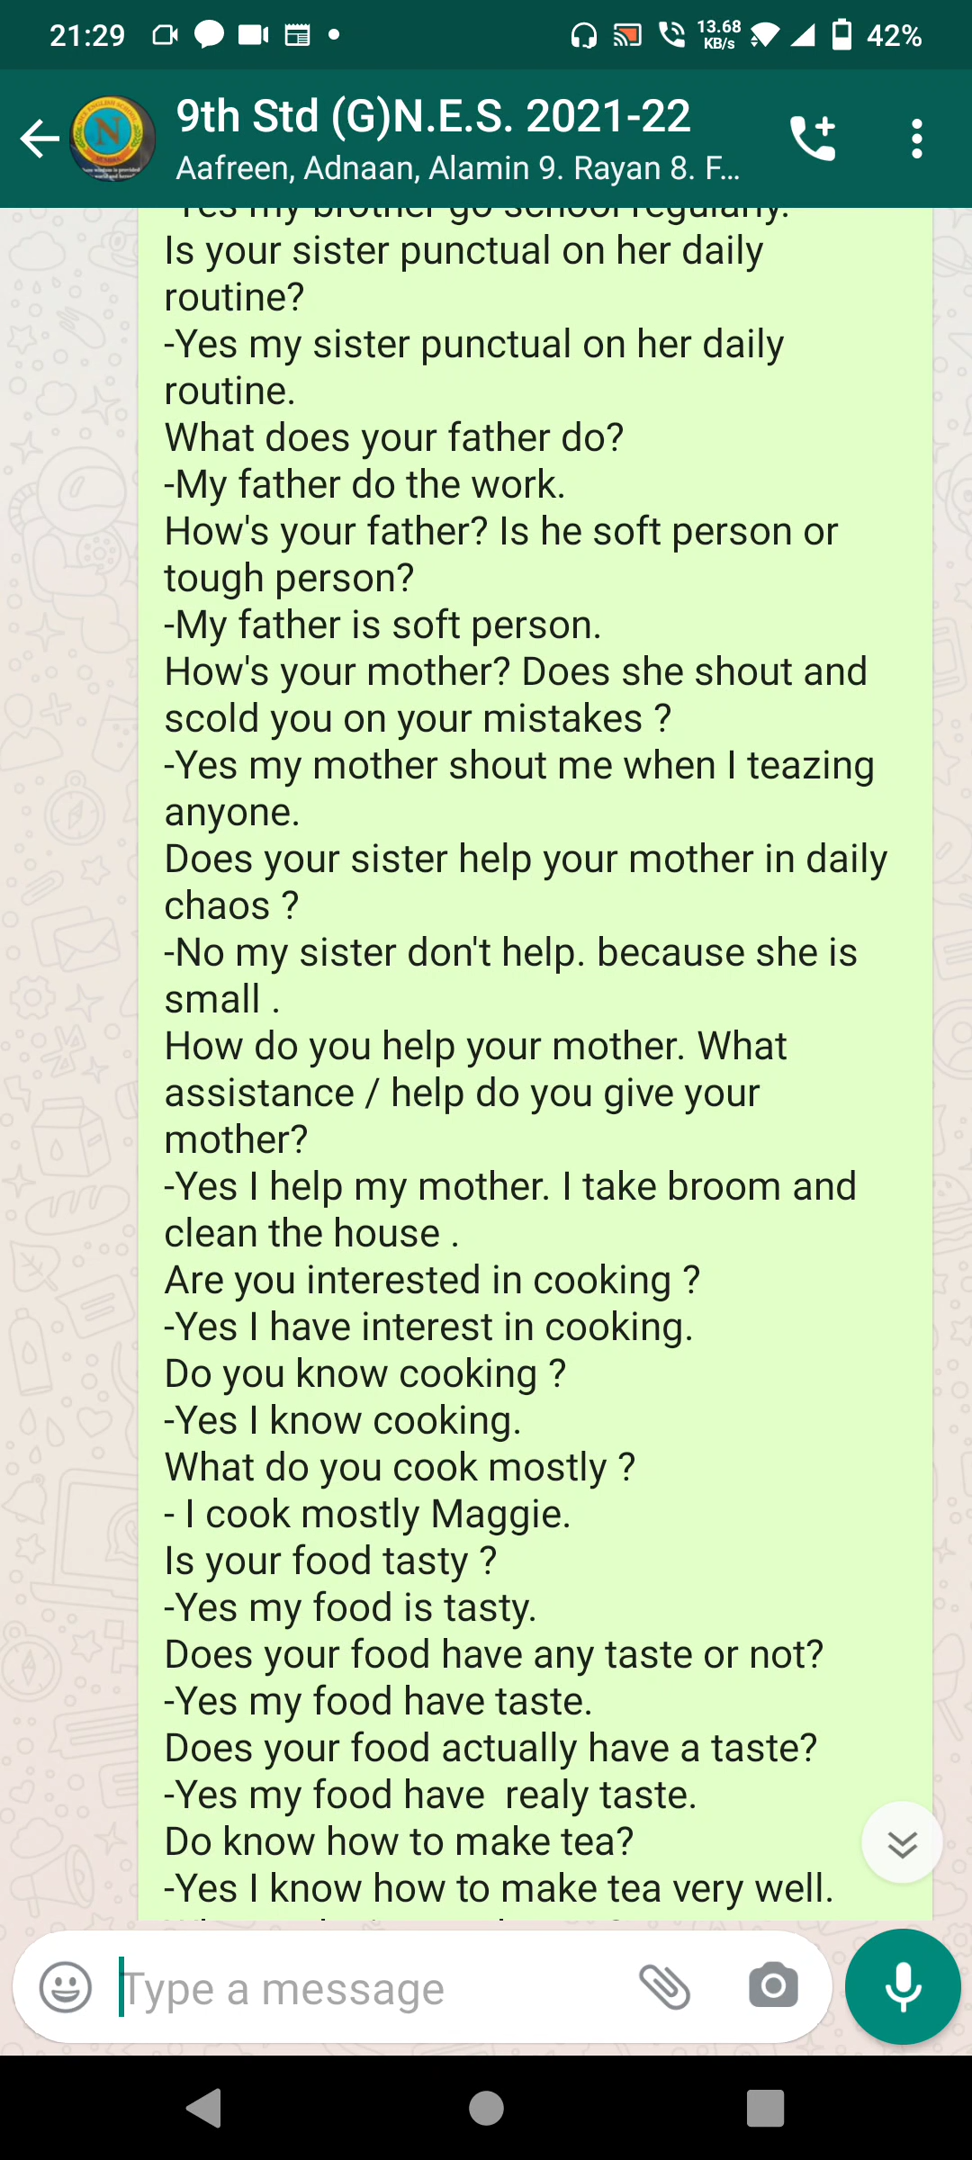 21:29
13.68
KB/s
42%
9th Std (G)N.E.S. 2021-22
Aafreen, Adnaan, Alamin 9. Rayan 8. F...
-Yes my brother go school regularly.
Is your sister punctual on her daily
routine?
-Yes my sister punctual on her daily
routine.
What does your father do?
-My father do the work.
How's your father? Is he soft person or
tough person?
-My father is soft person.
How's your mother? Does she shout and
scold you on your mistakes ?
-Yes my mother shout me when I teazing
anyone.
Does your sister help your mother in daily
chaos ?
-No my sister don't help. because she is
small .
How do you help your mother. What
assistance / help do you give your
mother?
-Yes I help my mother. I take broom and
clean the house .
Are you interested in cooking ?
-Yes I have interest in cooking.
Do you know cooking ?
-Yes I know cooking.
What do you cook mostly ?
- I cook mostly Maggie.
Is your food tasty ?
-Yes my food is tasty.
Does your food have any taste or not?
-Yes my food have taste.
Does your food actually have a taste?
-Yes my food have  realy taste.
Do know how to make tea?
-Yes I know how to make tea very well.
Type a message